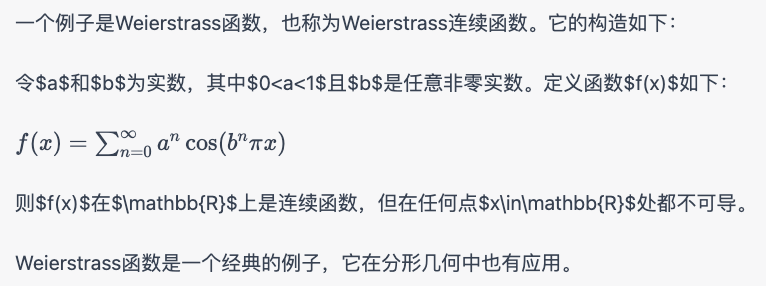 一个例子是Weierstrass函数，也称为Weierstrass连续函数。它的构造如下：
令$a$和$b$为实数，其中$0<a<1$且$b$是任意非零实数。定义函数$f(x)$如下：
f(x) = ∑_{n=0}^{∞} a^n cos(b^n πx)
则$f(x)$在$\mathbb{R}$上是连续函数，但在任何点$x\in\mathbb{R}$处都不可导。
Weierstrass函数是一个经典的例子，它在分形几何中也有应用。